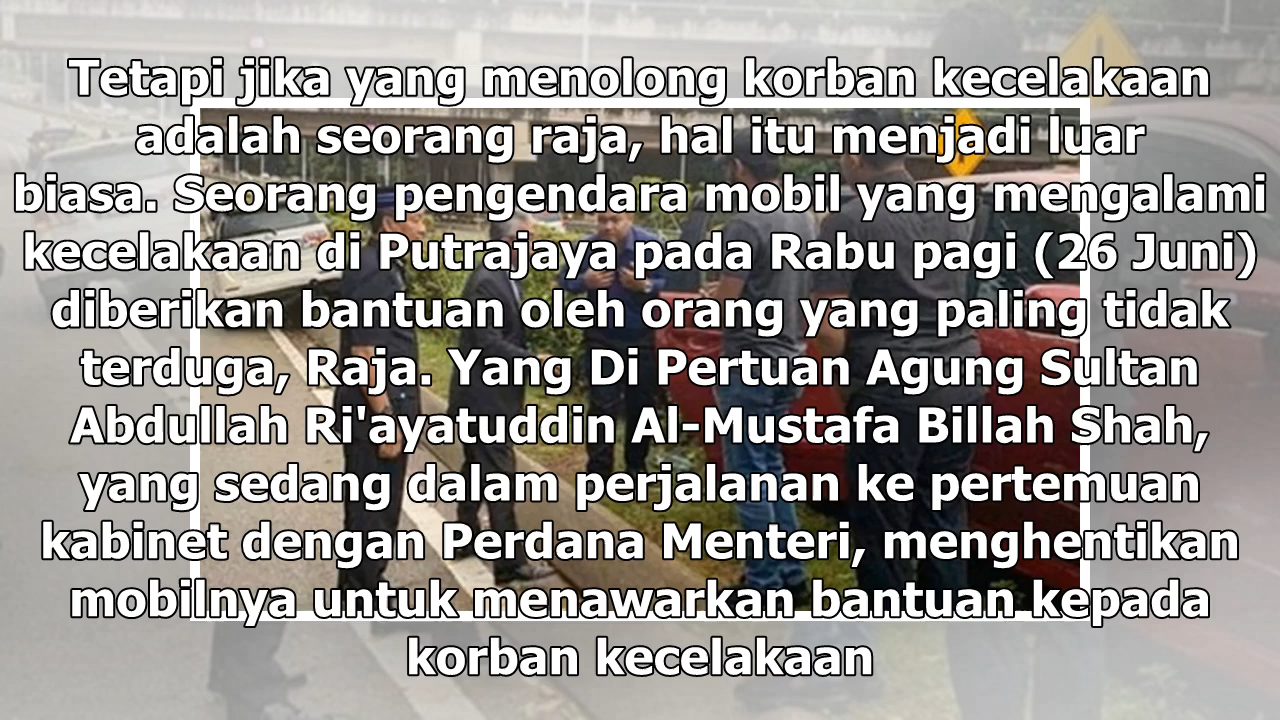 Tetapi jika yang menolong korban kecelakaan
adalah seorang raja, hal itu menjadi luar
biasa. Seorang pengendara mobil yang mengalami
kecelakaan di Putrajaya pada Rabu pagi (26 Juni)
diberikan bantuan oleh orang yang paling tidak
terduga, Raja. Yang Di Pertuan Agung Sultan
Abdullah Ri'ayatuddin Al-Mustafa Billah Shah,
yang sedang dalam perjalanan ke pertemuan
kabinet dengan Perdana Menteri, menghentikan
mobilnya untuk menawarkan bantuan kepada
korban kecelakaan